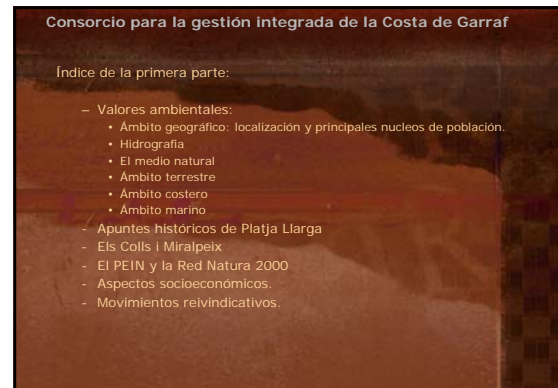 Consorcio para la gestión integrada de la Costa de Garraf
Índice de la primera parte:
– Valores ambientales:
• Ámbito geográfico: localización y principales nucleos de población.
• Hidrografia
• El medio natural
• Ámbito terrestre
• Ámbito costero
• Ámbito marino
- Apuntes históricos de Platja Llarga
- Els Colls i Miralpeix
- El PEIN y la Red Natura 2000
- Aspectos socioeconómicos.
- Movimientos reivindicativos.